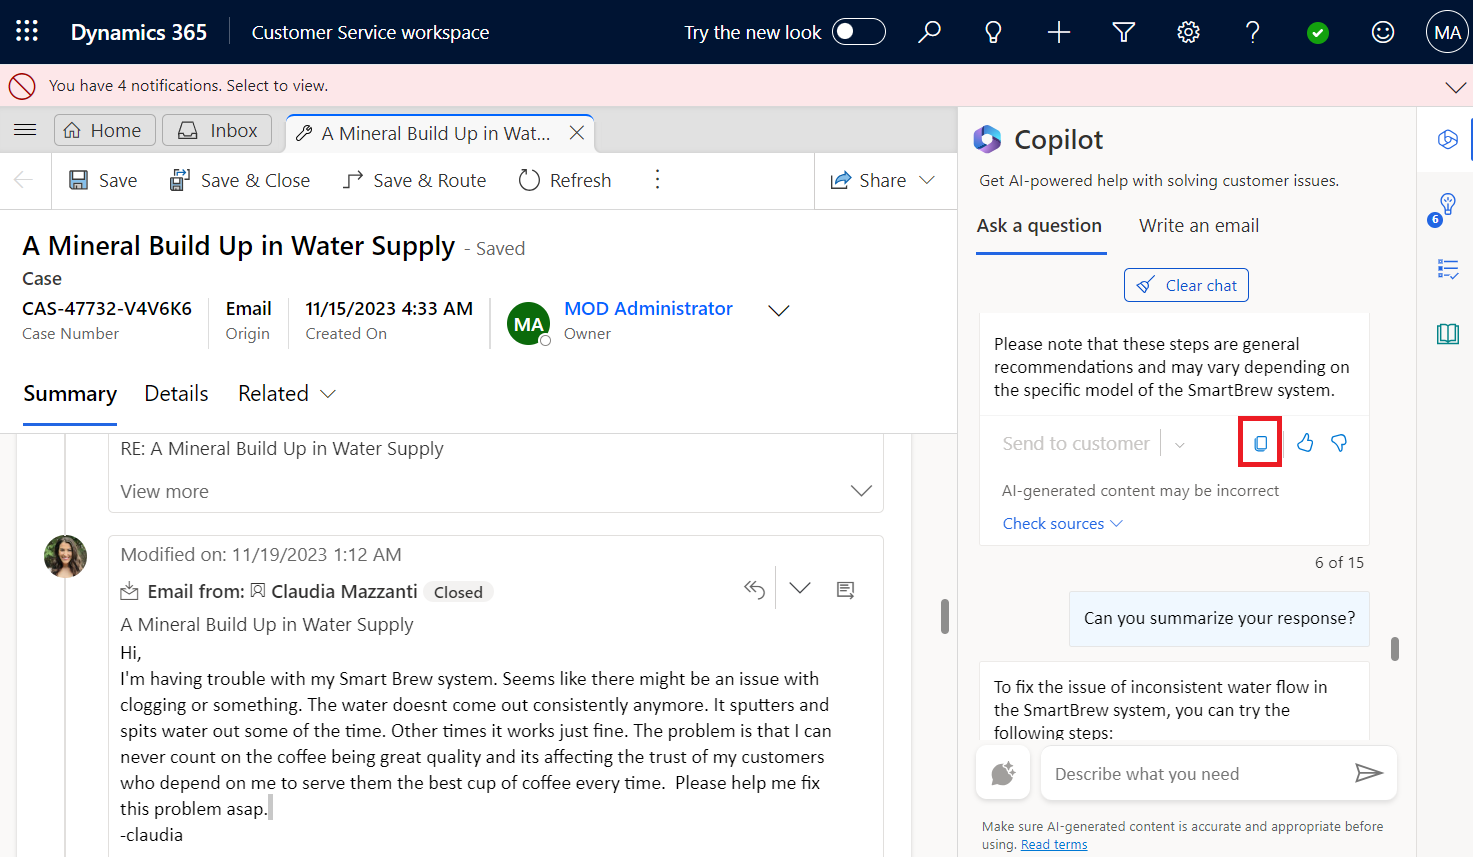 Dynamics 365
Customer Service workspace
Try the new look
MA
You have 4 notifications. Select to view.
Home
Inbox
A Mineral Build Up in Wat...
Save
Save & Close
Save & Route
Refresh
Share
A Mineral Build Up in Water Supply - Saved
Case
CAS-47732-V4V6K6
Case Number
Email
Origin
11/15/2023 4:33 AM
Created On
MA
MOD Administrator
Owner
Summary
Details
Related
RE: A Mineral Build Up in Water Supply
View more
Modified on: 11/19/2023 1:12 AM
Email from: Claudia Mazzanti Closed
A Mineral Build Up in Water Supply
Hi,
I'm having trouble with my Smart Brew system. Seems like there might be an issue with
clogging or something. The water doesnt come out consistently anymore. It sputters and
spits water out some of the time. Other times it works just fine. The problem is that I can
never count on the coffee being great quality and its affecting the trust of my customers
who depend on me to serve them the best cup of coffee every time.  Please help me fix
this problem asap.
-claudia
Copilot
Get AI-powered help with solving customer issues.
Ask a question
Write an email
Clear chat
Please note that these steps are general
recommendations and may vary depending on
the specific model of the SmartBrew system.
Send to customer
AI-generated content may be incorrect
Check sources
6 of 15
Can you summarize your response?
To fix the issue of inconsistent water flow in
the SmartBrew system, you can try the
following steps:
Describe what you need
Make sure AI-generated content is accurate and appropriate before
using. Read terms
6